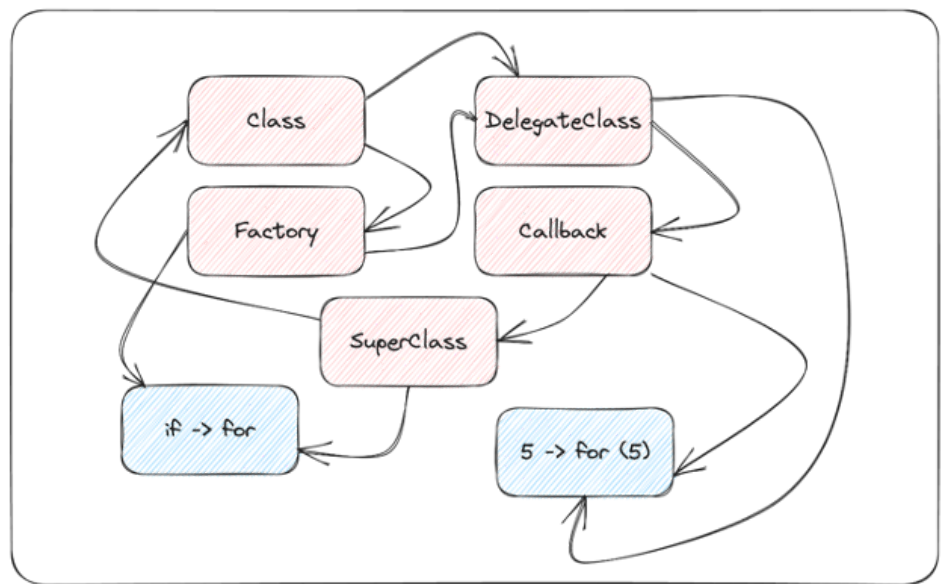 Class
DelegateClass
Factory
Callback
SuperClass
if -> for
5 -> for (5)